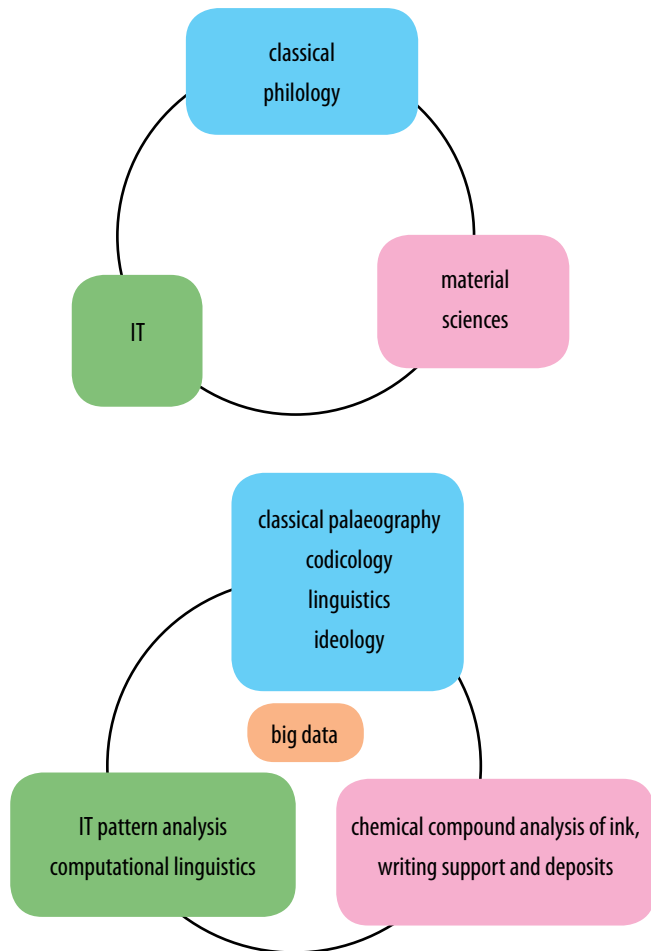 classical
philology
material
sciences
IT
classical palaeography
codicology
linguistics
ideology
big data
IT pattern analysis
computational linguistics
chemical compound analysis of ink,
writing support and deposits